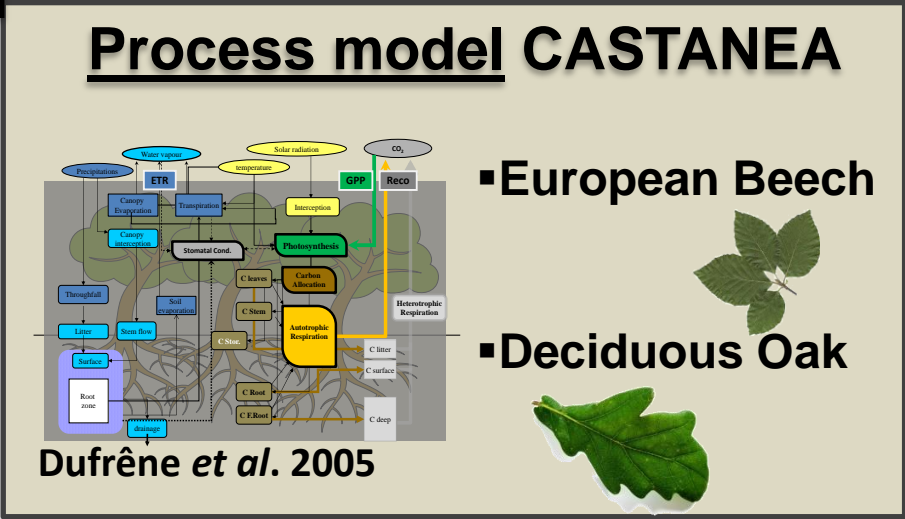 Process model CASTANEA
Solar radiation
CO₂
Water vapour
Precipitations
temperature
ETR
GPP
Reco
Canopy
Evaporation
Transpiration
Interception
Canopy
interception
Stomatal Cond.
Photosynthesis
C leaves
Carbon
Allocation
Throughfall
Soil
evaporation
Heterotrophic
Respiration
C Stem
Litter
Stem flow
Autotrophic
Respiration
C Stor.
C litter
Surface
C surface
Root
zone
C Root
C F.Root
C deep
drainage
Dufrêne et al. 2005
▪European Beech
▪Deciduous Oak